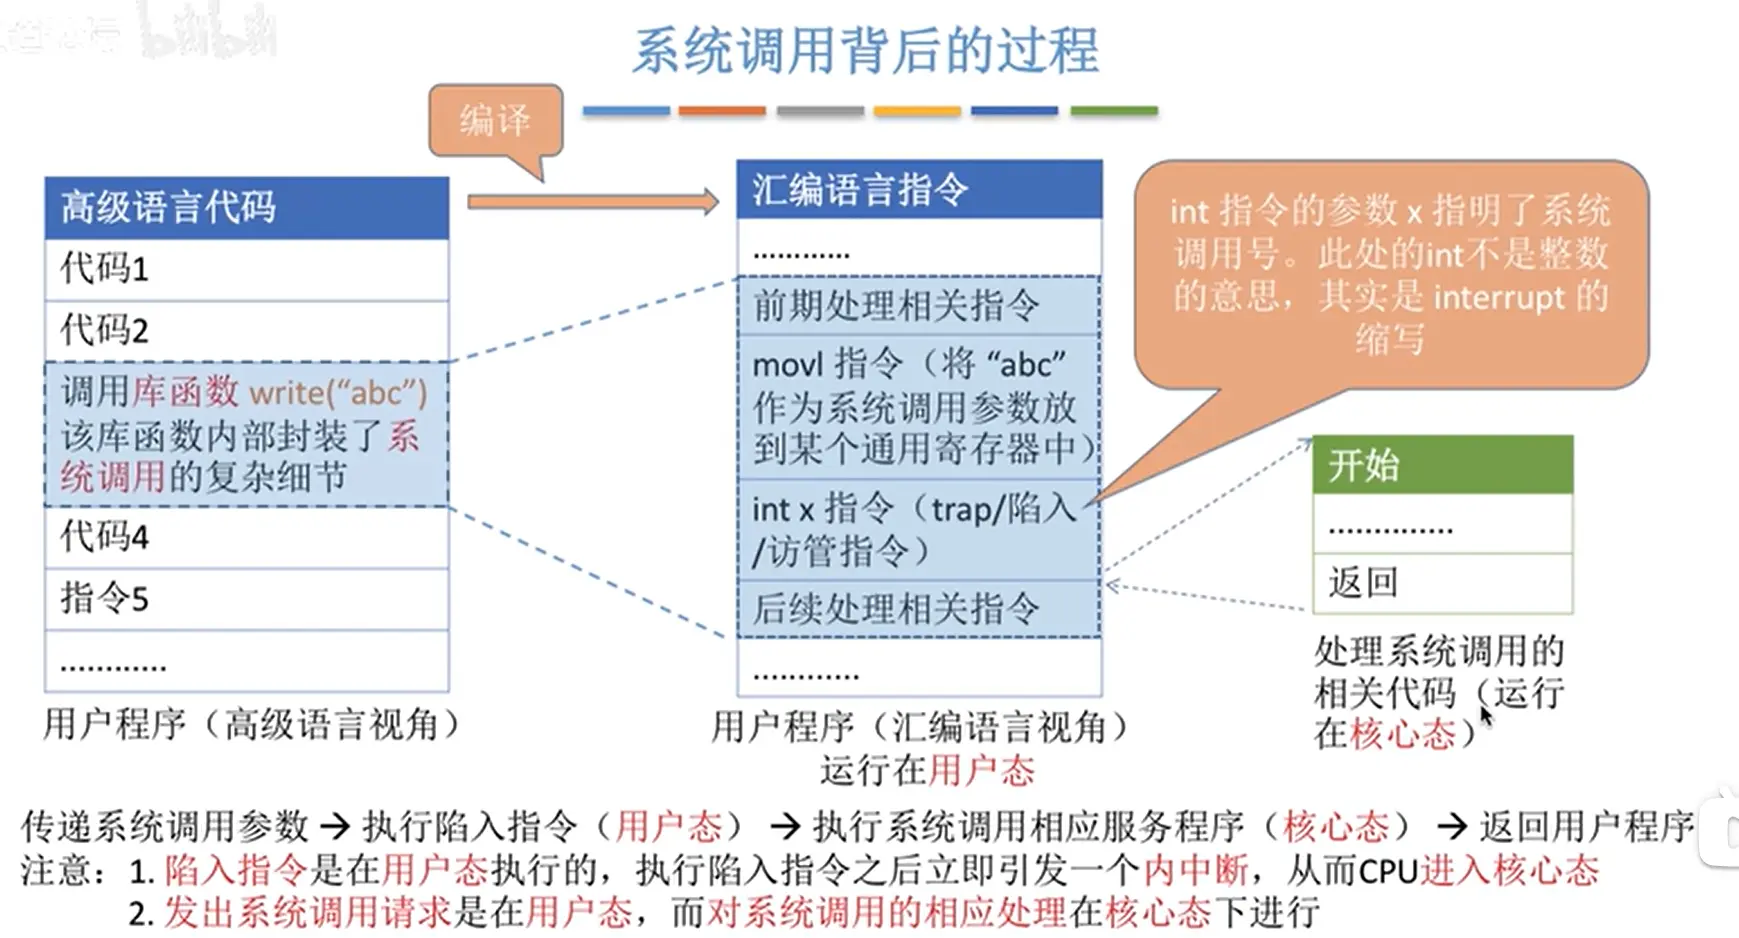 bilibili
系统调用背后的过程
编译
高级语言代码
代码1
代码2
调用库函数 write(“abc”)
该库函数内部封装了系
统调用的复杂细节
代码4
指令5
............
用户程序（高级语言视角）
汇编语言指令
............
前期处理相关指令
movl 指令（将 “abc”
作为系统调用参数放
到某个通用寄存器中）
int x 指令（trap/陷入
/访管指令）
后续处理相关指令
............
用户程序（汇编语言视角）
运行在用户态
int 指令的参数 x 指明了系统
调用号。此处的int不是整数
的意思，其实是 interrupt 的
缩写
开始
..............
返回
处理系统调用的
相关代码（运行
在核心态）
传递系统调用参数 → 执行陷入指令（用户态） → 执行系统调用相应服务程序（核心态） → 返回用户程序
注意：1. 陷入指令是在用户态执行的，执行陷入指令之后立即引发一个内中断，从而CPU进入核心态
2. 发出系统调用请求是在用户态，而对系统调用的相应处理在核心态下进行